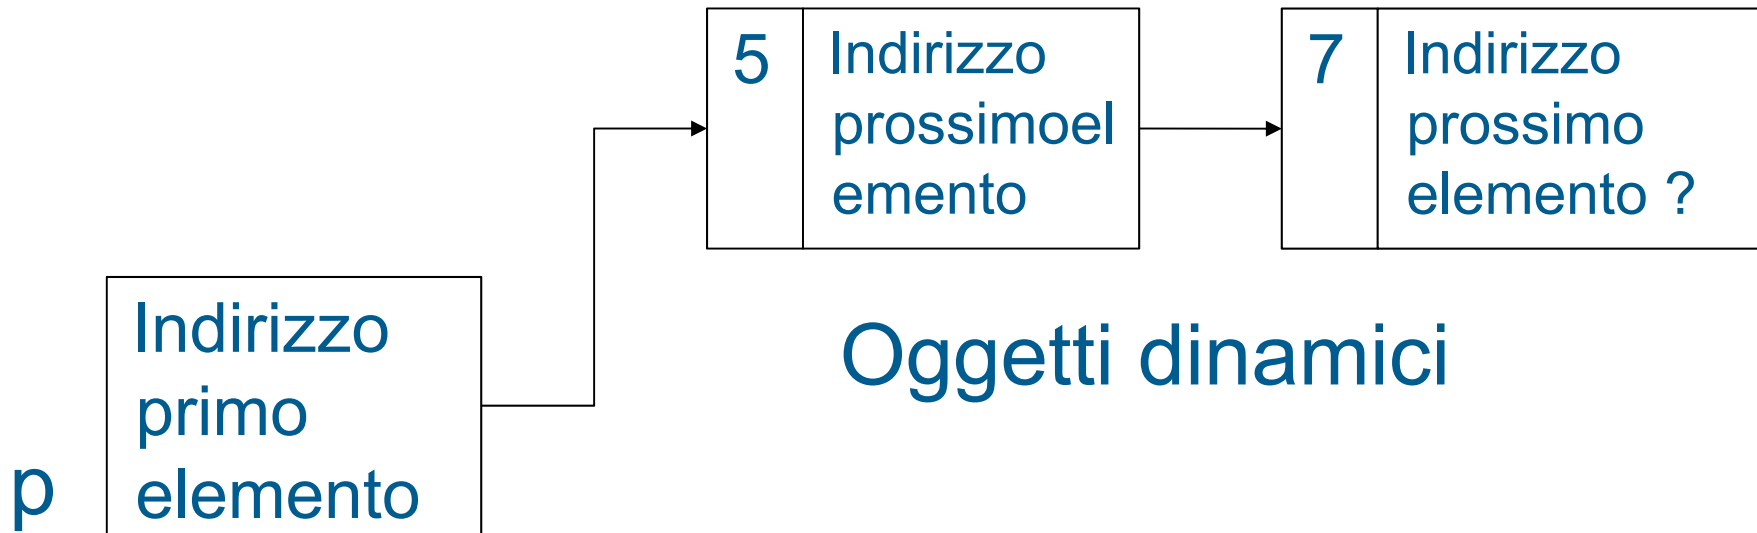 5
Indirizzo
prossimoel
emento
7
Indirizzo
prossimo
elemento ?
Indirizzo
primo
elemento
p
Oggetti dinamici